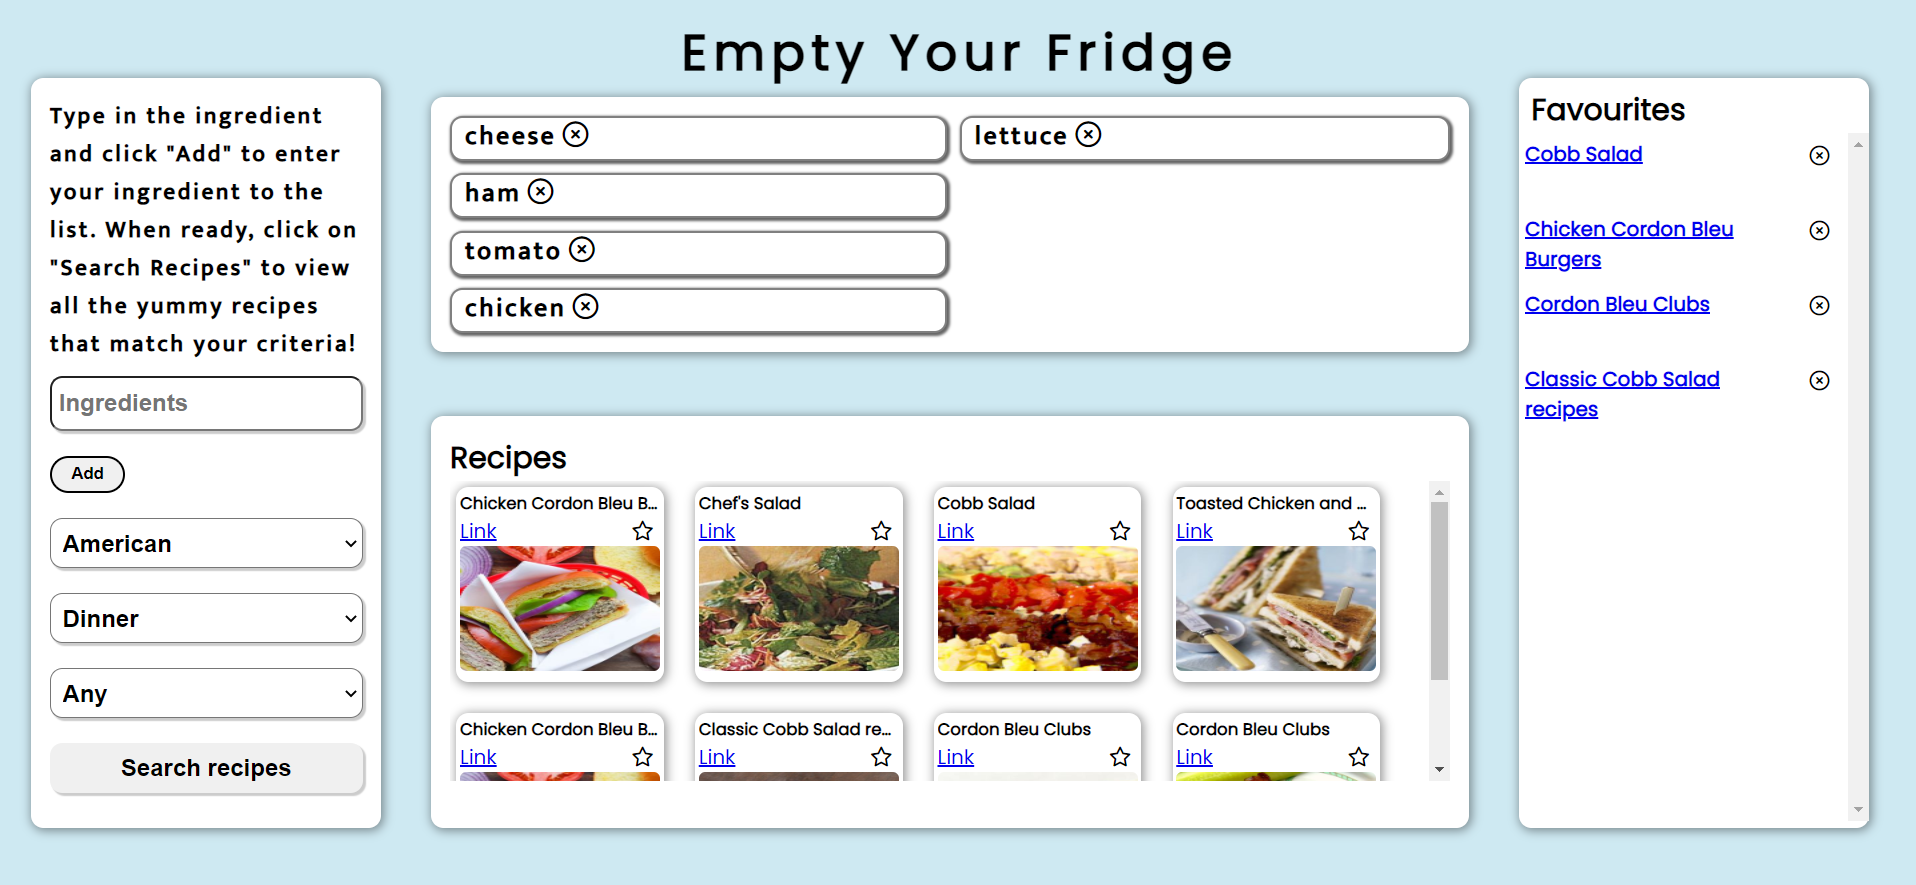 Empty Your Fridge
Type in the ingredient
and click "Add" to enter
your ingredient to the
list. When ready, click on
"Search Recipes" to view
all the yummy recipes
that match your criteria!
Ingredients
Add
American
Dinner
Any
Search recipes
cheese
ham
tomato
chicken
lettuce
Recipes
Chicken Cordon Bleu B...
Link
Chef's Salad
Link
Cobb Salad
Link
Toasted Chicken and ...
Link
Chicken Cordon Bleu B...
Link
Classic Cobb Salad re...
Link
Cordon Bleu Clubs
Link
Cordon Bleu Clubs
Link
Favourites
Cobb Salad
Chicken Cordon Bleu
Burgers
Cordon Bleu Clubs
Classic Cobb Salad
recipes